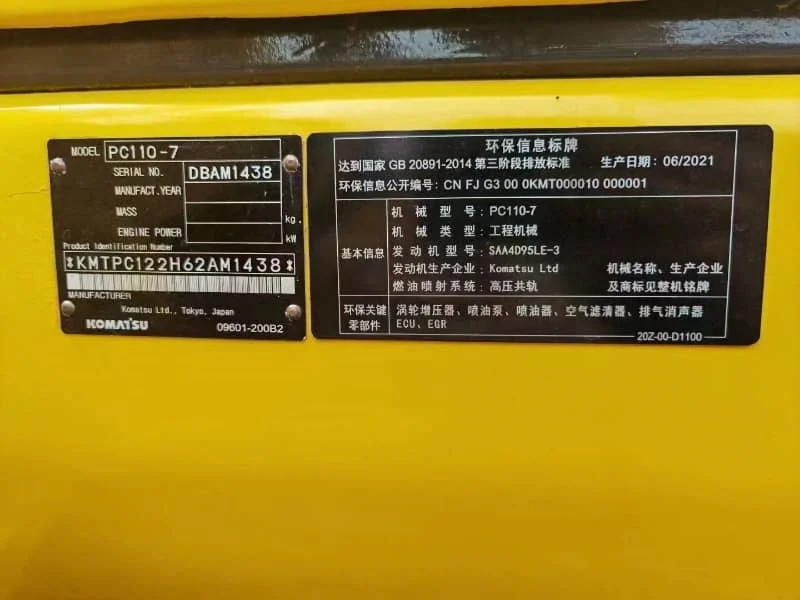 MODEL PC110-7
SERIAL NO. DBAM1438
MANUFACT.YEAR
MASS
kg
ENGINE POWER
kW
Product Identification Number
*KMTPC122H62AM1438*
MANUFACTURER
Komatsu Ltd., Tokyo, Japan
KOMATSU 09601-200B2
环保信息标牌
达到国家 GB 20891-2014 第三阶段排放标准 生产日期: 06/2021
环保信息公开编号: CN FJ G3 00 0KMT000010 000001
基本信息
机械型号: PC110-7
机械类型: 工程机械
发动机型号: SAA4D95LE-3
发动机生产企业: Komatsu Ltd
燃油喷射系统: 高压共轨
机械名称、生产企业
及商标见整机铭牌
环保关键
零部件
涡轮增压器、喷油泵、喷油器、空气滤清器、排气消声器
ECU、EGR
20Z-00-D1100